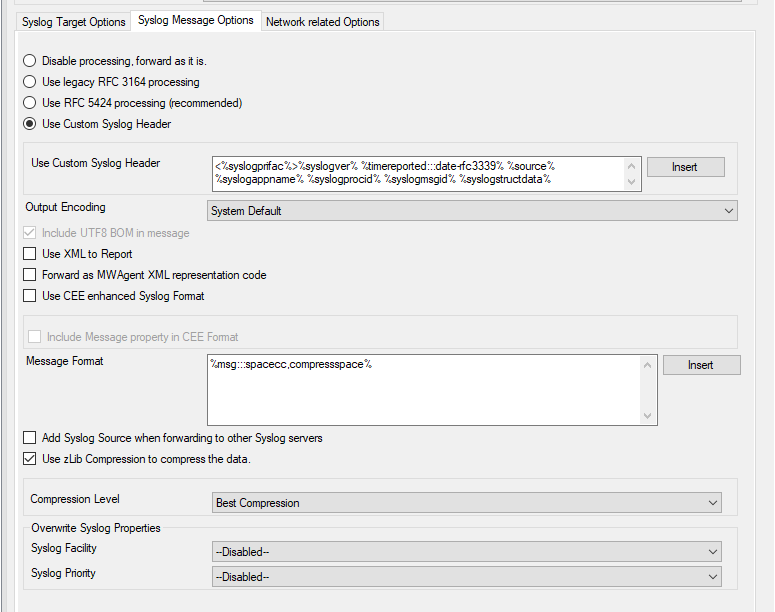 Syslog Target Options Syslog Message Options Network related Options
Disable processing, forward as it is.
Use legacy RFC 3164 processing
Use RFC 5424 processing (recommended)
Use Custom Syslog Header
Use Custom Syslog Header
<%syslogprifac%>%syslogver% %timereported:::date-rfc3339% %source%
%syslogappname% %syslogprocid% %syslogmsgid% %syslogstructdata%
Insert
Output Encoding System Default
Include UTF8 BOM in message
Use XML to Report
Forward as MWAgent XML representation code
Use CEE enhanced Syslog Format
Include Message property in CEE Format
Message Format %msg:::spacecc,compressspace% Insert
Add Syslog Source when forwarding to other Syslog servers
Use zLib Compression to compress the data.
Compression Level Best Compression
Overwrite Syslog Properties
Syslog Facility --Disabled--
Syslog Priority --Disabled--